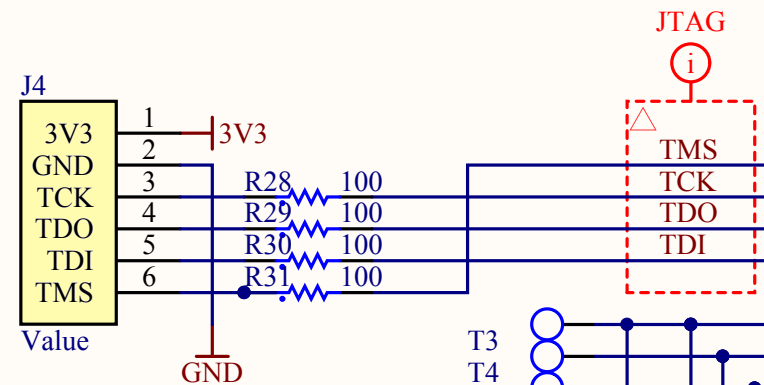 JTAG
i
J4
1
3V3
3V3
2
GND
TMS
3
TCK
R28
100
TCK
4
TDO
R29
100
TDO
5
TDI
R30
100
TDI
6
TMS
R31
100
Value
GND
T3
T4